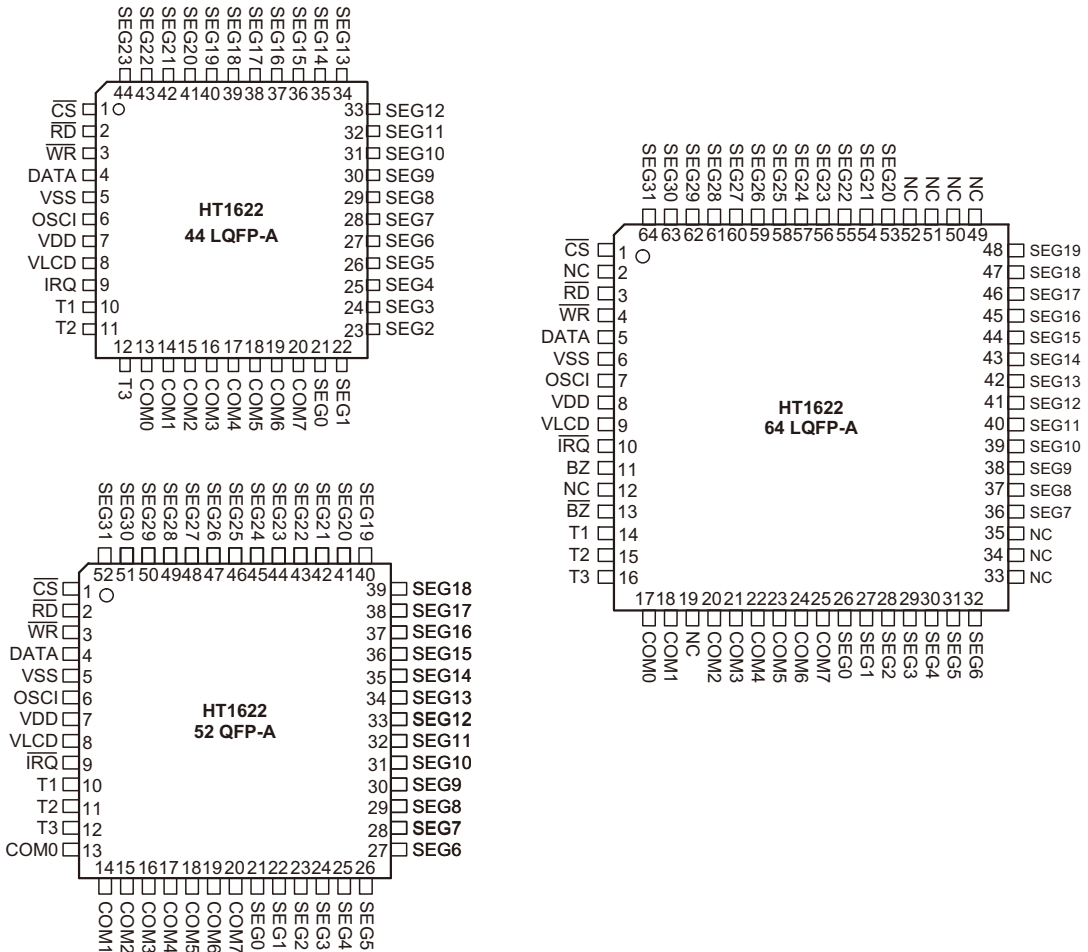 SEG23 SEG22 SEG21 SEG20 SEG19 SEG18 SEG17 SEG16 SEG15 SEG14 SEG13
44 43 42 41 40 39 38 37 36 35 34
CS 1 33 SEG12
RD 2 32 SEG11
WR 3 31 SEG10
DATA 4 30 SEG9
VSS 5 29 SEG8
OSCI 6 28 SEG7
VDD 7 27 SEG6
VLCD 8 26 SEG5
IRQ 9 25 SEG4
T1 10 24 SEG3
T2 11 23 SEG2
HT1622
44 LQFP-A
12 13 14 15 16 17 18 19 20 21 22
T3 COM0 COM1 COM2 COM3 COM4 COM5 COM6 COM7 SEG0 SEG1
SEG31 SEG30 SEG29 SEG28 SEG27 SEG26 SEG25 SEG24 SEG23 SEG22 SEG21 SEG20 NC NC NC NC
64 63 62 61 60 59 58 57 56 55 54 53 52 51 50 49
CS 1 48 SEG19
NC 2 47 SEG18
RD 3 46 SEG17
WR 4 45 SEG16
DATA 5 44 SEG15
VSS 6 43 SEG14
OSCI 7 42 SEG13
VDD 8 41 SEG12
VLCD 9 40 SEG11
IRQ 10 39 SEG10
BZ 11 38 SEG9
NC 12 37 SEG8
BZ 13 36 SEG7
T1 14 35 NC
T2 15 34 NC
T3 16 33 NC
HT1622
64 LQFP-A
17 18 19 20 21 22 23 24 25 26 27 28 29 30 31 32
COM0 COM1 NC COM2 COM3 COM4 COM5 COM6 COM7 SEG0 SEG1 SEG2 SEG3 SEG4 SEG5 SEG6
SEG31 SEG30 SEG29 SEG28 SEG27 SEG26 SEG25 SEG24 SEG23 SEG22 SEG21 SEG20 SEG19
52 51 50 49 48 47 46 45 44 43 42 41 40
CS 1 39 SEG18
RD 2 38 SEG17
WR 3 37 SEG16
DATA 4 36 SEG15
VSS 5 35 SEG14
OSCI 6 34 SEG13
VDD 7 33 SEG12
VLCD 8 32 SEG11
IRQ 9 31 SEG10
T1 10 30 SEG9
T2 11 29 SEG8
T3 12 28 SEG7
COM0 13 27 SEG6
HT1622
52 QFP-A
14 15 16 17 18 19 20 21 22 23 24 25 26
COM1 COM2 COM3 COM4 COM5 COM6 COM7 SEG0 SEG1 SEG2 SEG3 SEG4 SEG5